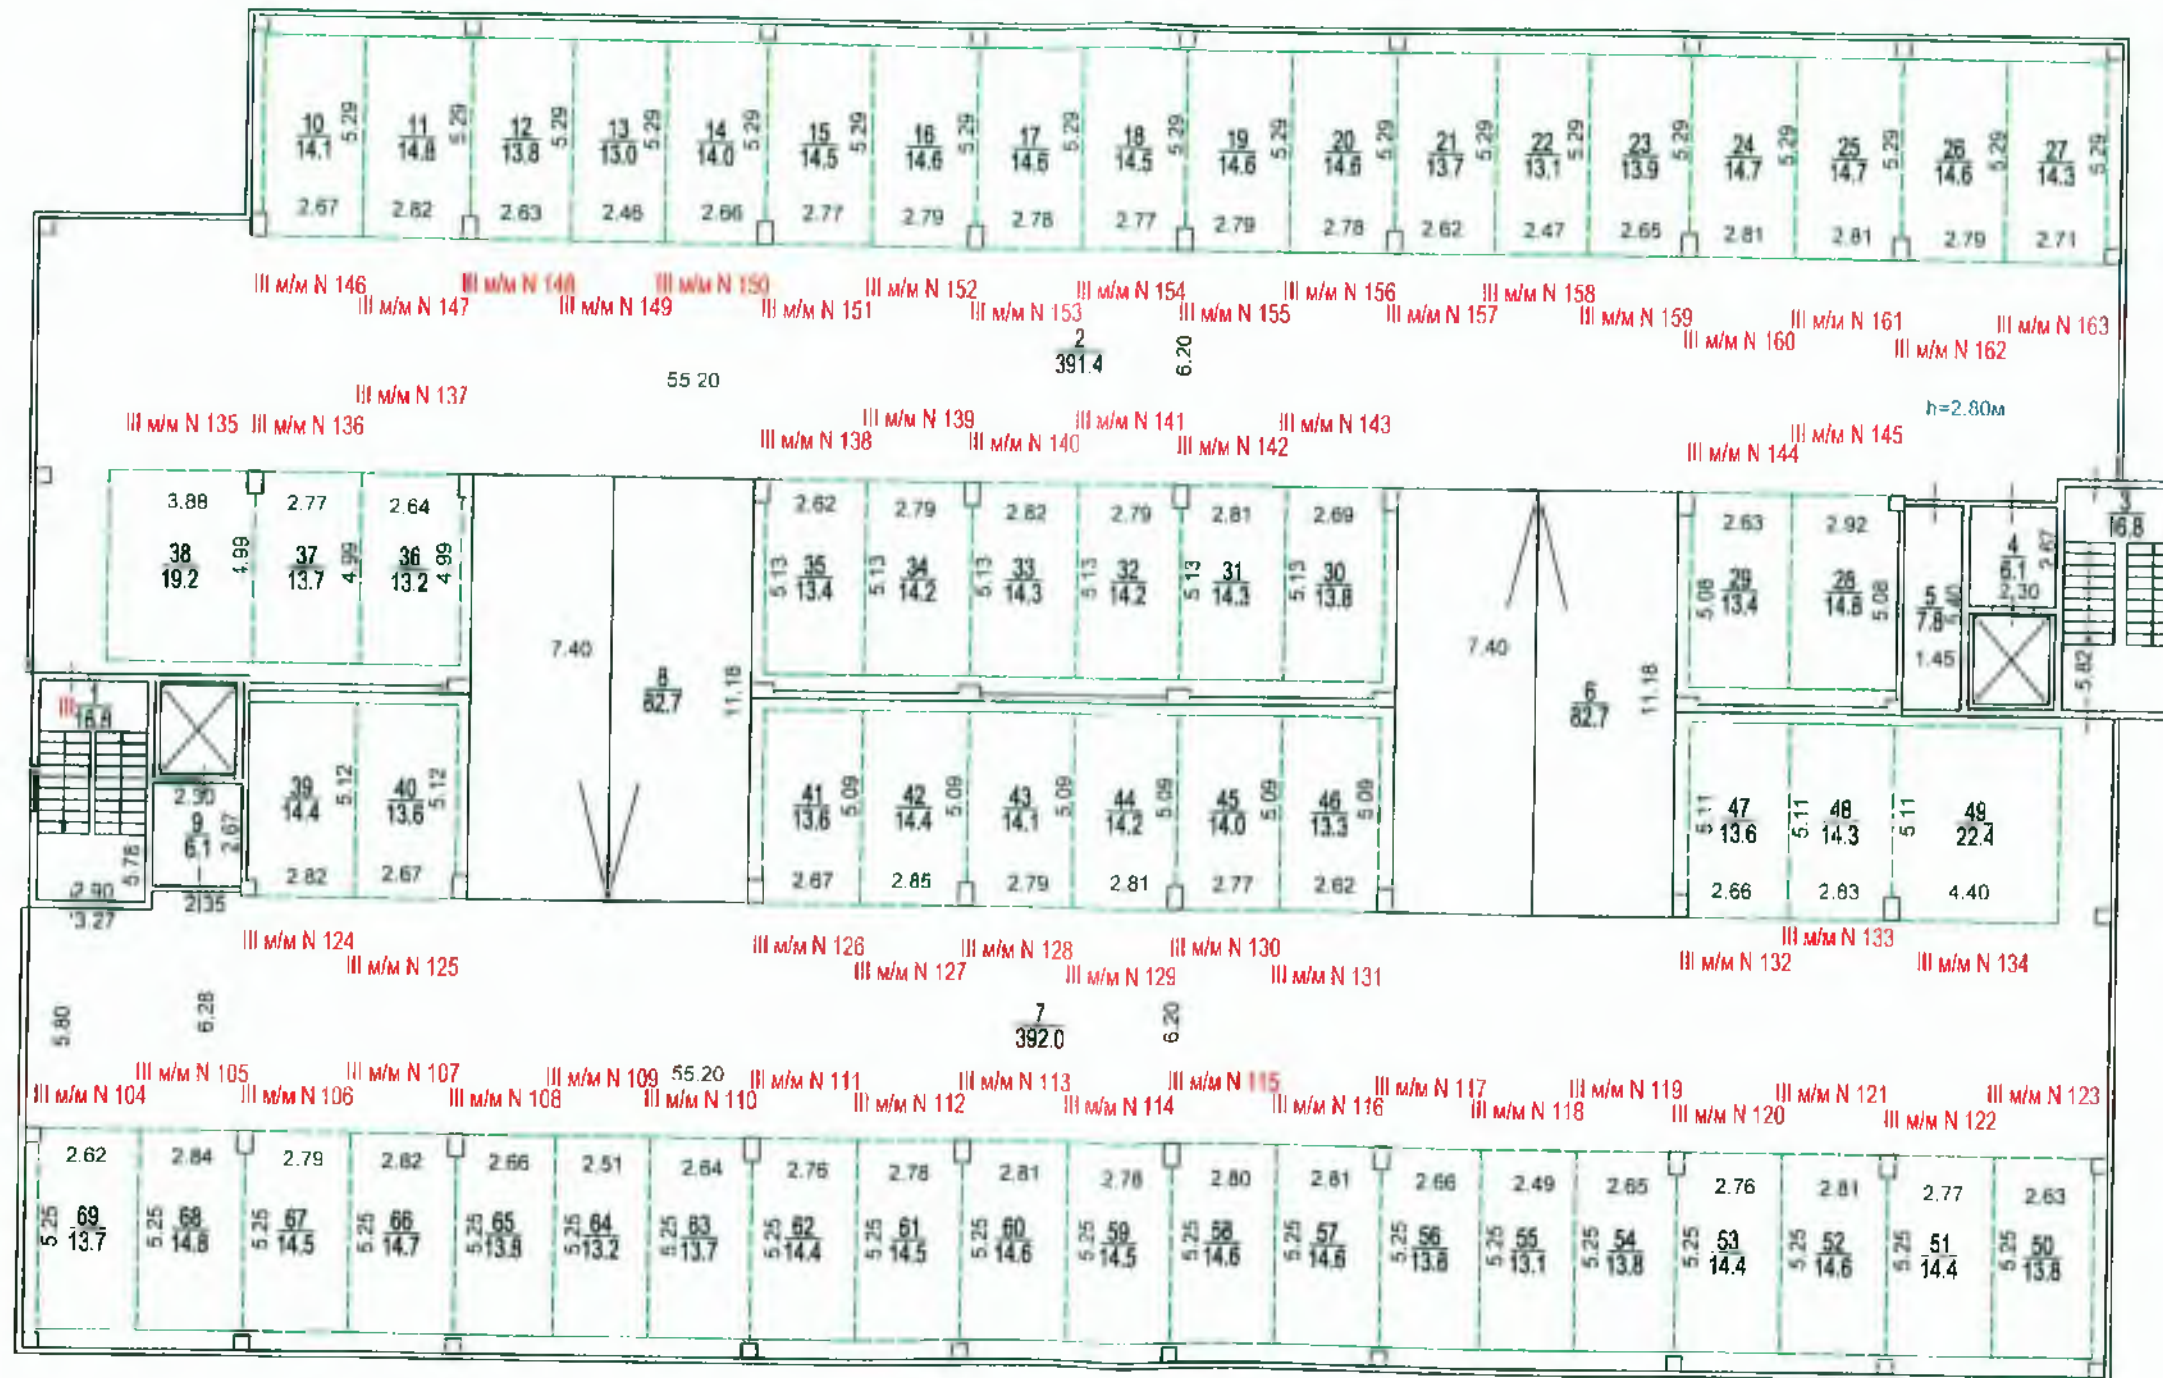 10 11 12 13 14 15 16 17 18 19 20 21 22 23 24 25 26 27
14.1 14.8 13.8 13.0 14.0 14.5 14.6 14.6 14.5 14.6 14.6 13.7 13.1 13.9 14.7 14.7 14.6 14.3
5.29 5.29 5.29 5.29 5.29 5.29 5.29 5.29 5.29 5.29 5.29 5.29 5.29 5.29 5.29 5.29 5.29 5.29
2.67 2.82 2.63 2.46 2.66 2.77 2.79 2.78 2.77 2.79 2.78 2.62 2.47 2.65 2.81 2.81 2.79 2.71
III м/м N 146
III м/м N 147
III м/м N 148
III м/м N 149
III м/м N 150
III м/м N 151
III м/м N 152
III м/м N 153
III м/м N 154
III м/м N 155
III м/м N 156
III м/м N 157
III м/м N 158
III м/м N 159
III м/м N 160
III м/м N 161
III м/м N 162
III м/м N 163
2
391.4
6.20
55 20
h=2.80м
III м/м N 135
III м/м N 136
III м/м N 137
III м/м N 138
III м/м N 139
III м/м N 140
III м/м N 141
III м/м N 142
III м/м N 143
III м/м N 144
III м/м N 145
3.88 2.77 2.64 2.62 2.79 2.82 2.79 2.81 2.69 2.63 2.92
38 37 36 35 34 33 32 31 30 29 28
19.2 13.7 13.2 13.4 14.2 14.3 14.2 14.3 13.8 13.4 14.8
4.99 4.99 4.99 5.13 5.13 5.13 5.13 5.13 5.13 5.08 5.08
3
16.8
4
6.1
2.67
2.30
5
7.8
5.40
1.45
5.82
7.40
8
82.7
11.18
7.40
6
82.7
11.18
III
1
16.8
2.30
9
6.1
2.67
5.78
2.90
3.27
2.35
39 40 41 42 43 44 45 46 47 48 49
14.4 13.6 13.6 14.4 14.1 14.2 14.0 13.3 13.6 14.3 22.4
5.12 5.12 5.09 5.09 5.09 5.09 5.09 5.09 5.11 5.11 5.11
2.82 2.67 2.67 2.85 2.79 2.81 2.77 2.62 2.66 2.83 4.40
III м/м N 124
III м/м N 125
III м/м N 126
III м/м N 127
III м/м N 128
III м/м N 129
III м/м N 130
III м/м N 131
III м/м N 132
III м/м N 133
III м/м N 134
5.80
6.28
7
392.0
6.20
55.20
III м/м N 104
III м/м N 105
III м/м N 106
III м/м N 107
III м/м N 108
III м/м N 109
III м/м N 110
III м/м N 111
III м/м N 112
III м/м N 113
III м/м N 114
III м/м N 115
III м/м N 116
III м/м N 117
III м/м N 118
III м/м N 119
III м/м N 120
III м/м N 121
III м/м N 122
III м/м N 123
2.62 2.84 2.79 2.82 2.66 2.51 2.64 2.76 2.78 2.81 2.78 2.80 2.81 2.66 2.49 2.65 2.76 2.81 2.77 2.63
69 68 67 66 65 64 63 62 61 60 59 58 57 56 55 54 53 52 51 50
13.7 14.8 14.5 14.7 13.8 13.2 13.7 14.4 14.5 14.6 14.5 14.6 14.6 13.8 13.1 13.8 14.4 14.6 14.4 13.8
5.25 5.25 5.25 5.25 5.25 5.25 5.25 5.25 5.25 5.25 5.25 5.25 5.25 5.25 5.25 5.25 5.25 5.25 5.25 5.25